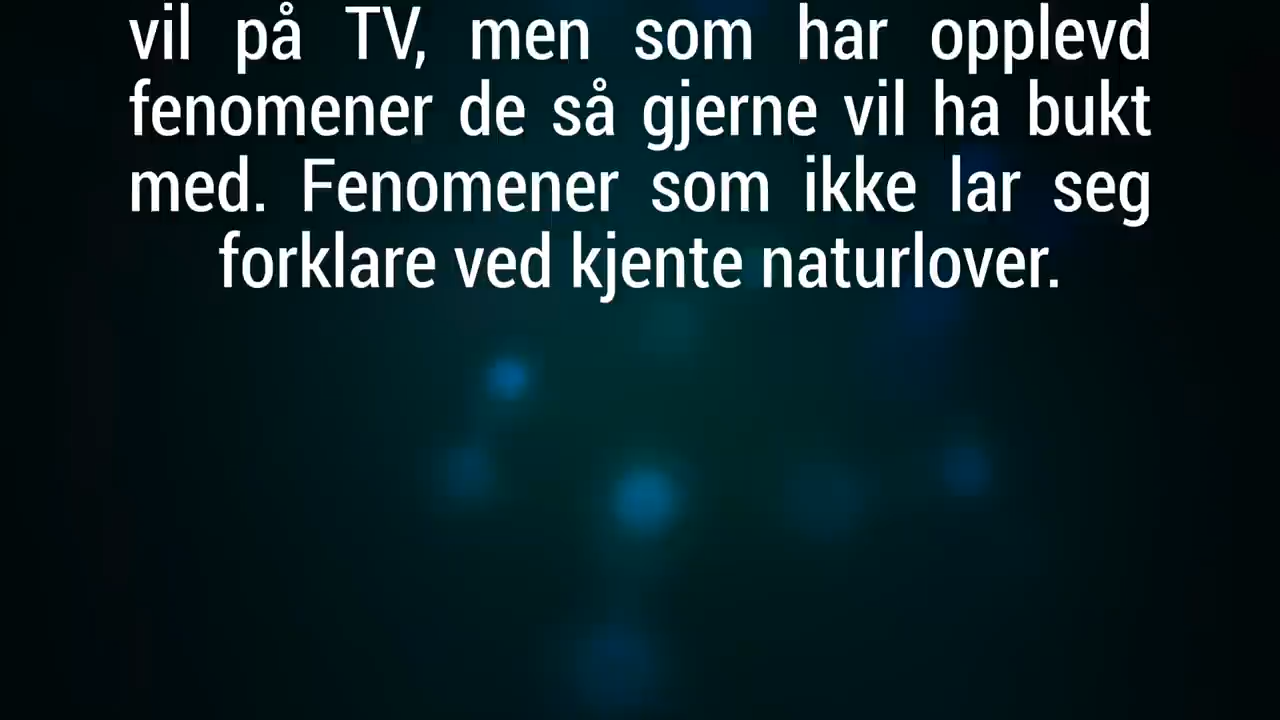 vil på TV, men som har opplevd
fenomener de så gjerne vil ha bukt
med. Fenomener som ikke lar seg
forklare ved kjente naturlover.